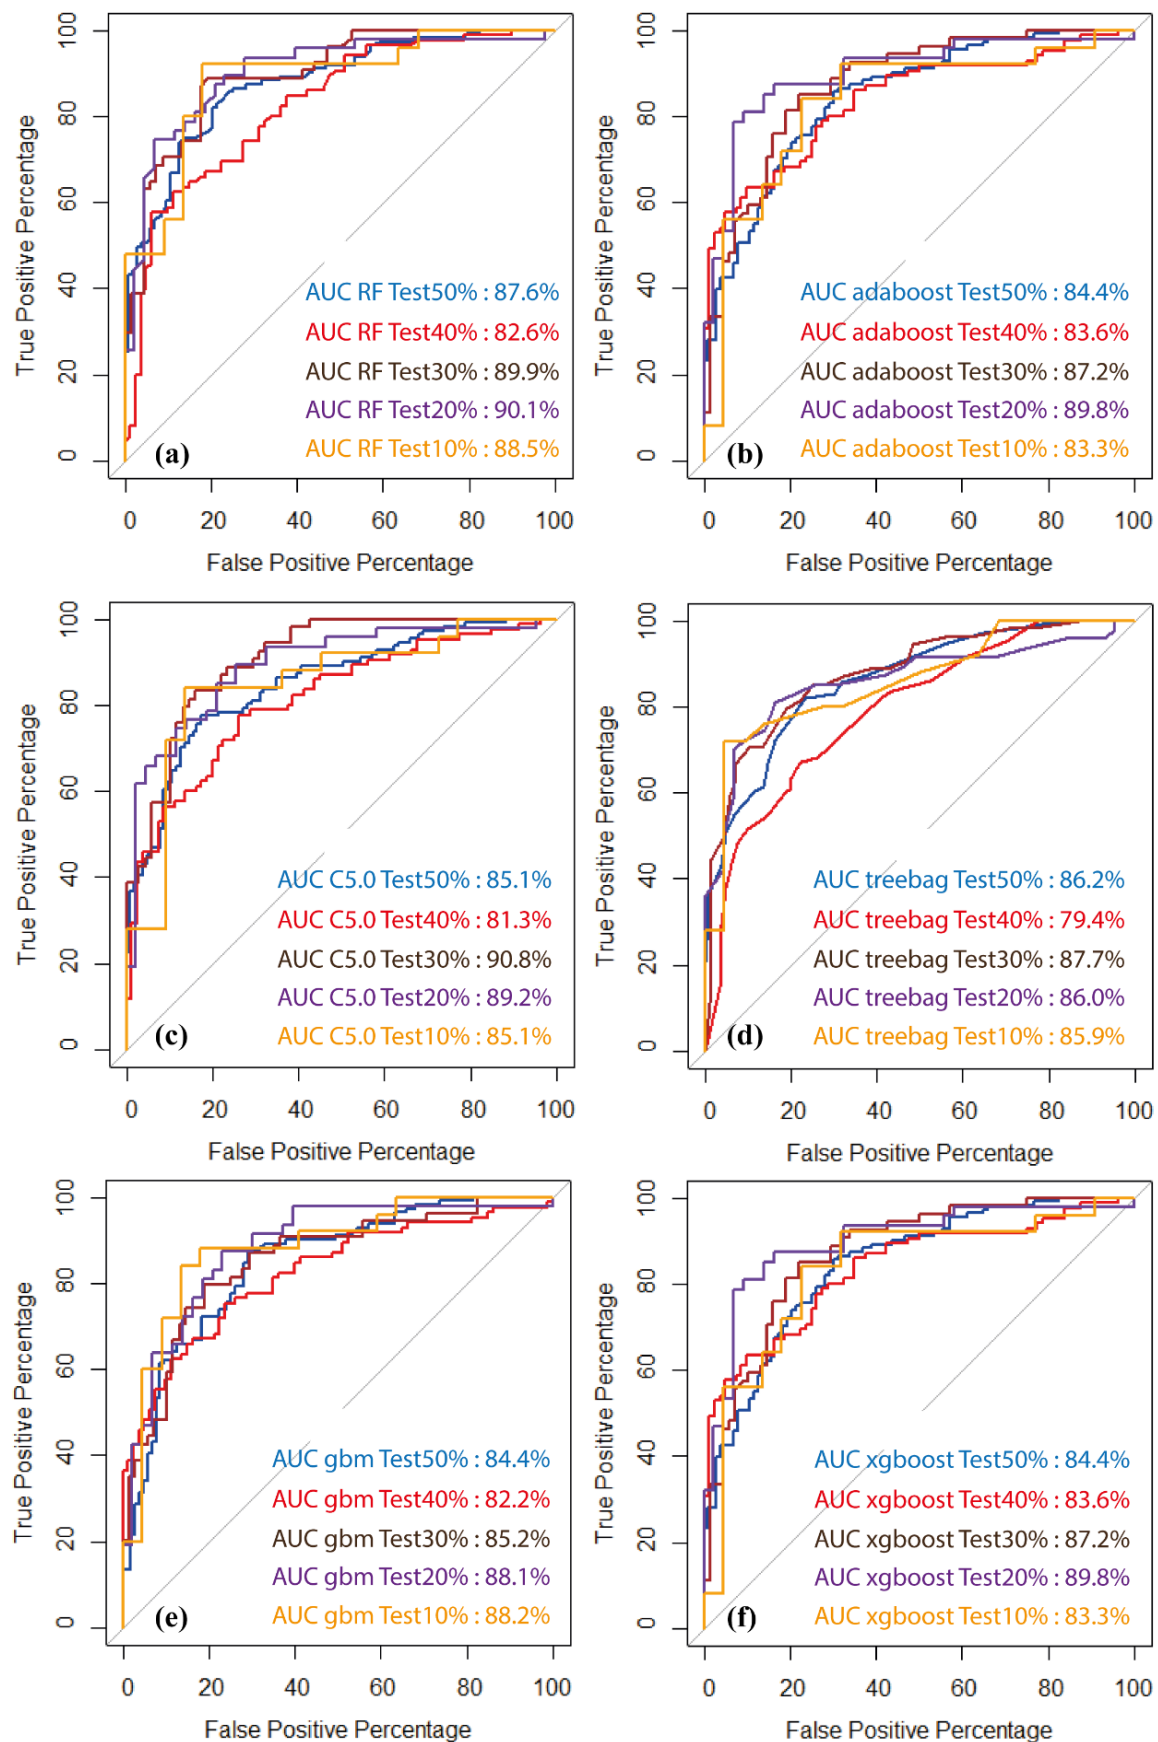 100
80
60
40
20
0
True Positive Percentage
AUC RF Test50% : 87.6%
AUC RF Test40% : 82.6%
AUC RF Test30% : 89.9%
AUC RF Test20% : 90.1%
AUC RF Test10% : 88.5%
(a)
0 20 40 60 80 100
False Positive Percentage
100
80
60
40
20
0
True Positive Percentage
AUC adaboost Test50% : 84.4%
AUC adaboost Test40% : 83.6%
AUC adaboost Test30% : 87.2%
AUC adaboost Test20% : 89.8%
AUC adaboost Test10% : 83.3%
(b)
0 20 40 60 80 100
False Positive Percentage
100
80
60
40
20
0
True Positive Percentage
AUC C5.0 Test50% : 85.1%
AUC C5.0 Test40% : 81.3%
AUC C5.0 Test30% : 90.8%
AUC C5.0 Test20% : 89.2%
AUC C5.0 Test10% : 85.1%
(c)
0 20 40 60 80 100
False Positive Percentage
100
80
60
40
20
0
True Positive Percentage
AUC treebag Test50% : 86.2%
AUC treebag Test40% : 79.4%
AUC treebag Test30% : 87.7%
AUC treebag Test20% : 86.0%
AUC treebag Test10% : 85.9%
(d)
0 20 40 60 80 100
False Positive Percentage
100
80
60
40
20
0
True Positive Percentage
AUC gbm Test50% : 84.4%
AUC gbm Test40% : 82.2%
AUC gbm Test30% : 85.2%
AUC gbm Test20% : 88.1%
AUC gbm Test10% : 88.2%
(e)
0 20 40 60 80 100
False Positive Percentage
100
80
60
40
20
0
True Positive Percentage
AUC xgboost Test50% : 84.4%
AUC xgboost Test40% : 83.6%
AUC xgboost Test30% : 87.2%
AUC xgboost Test20% : 89.8%
AUC xgboost Test10% : 83.3%
(f)
0 20 40 60 80 100
False Positive Percentage